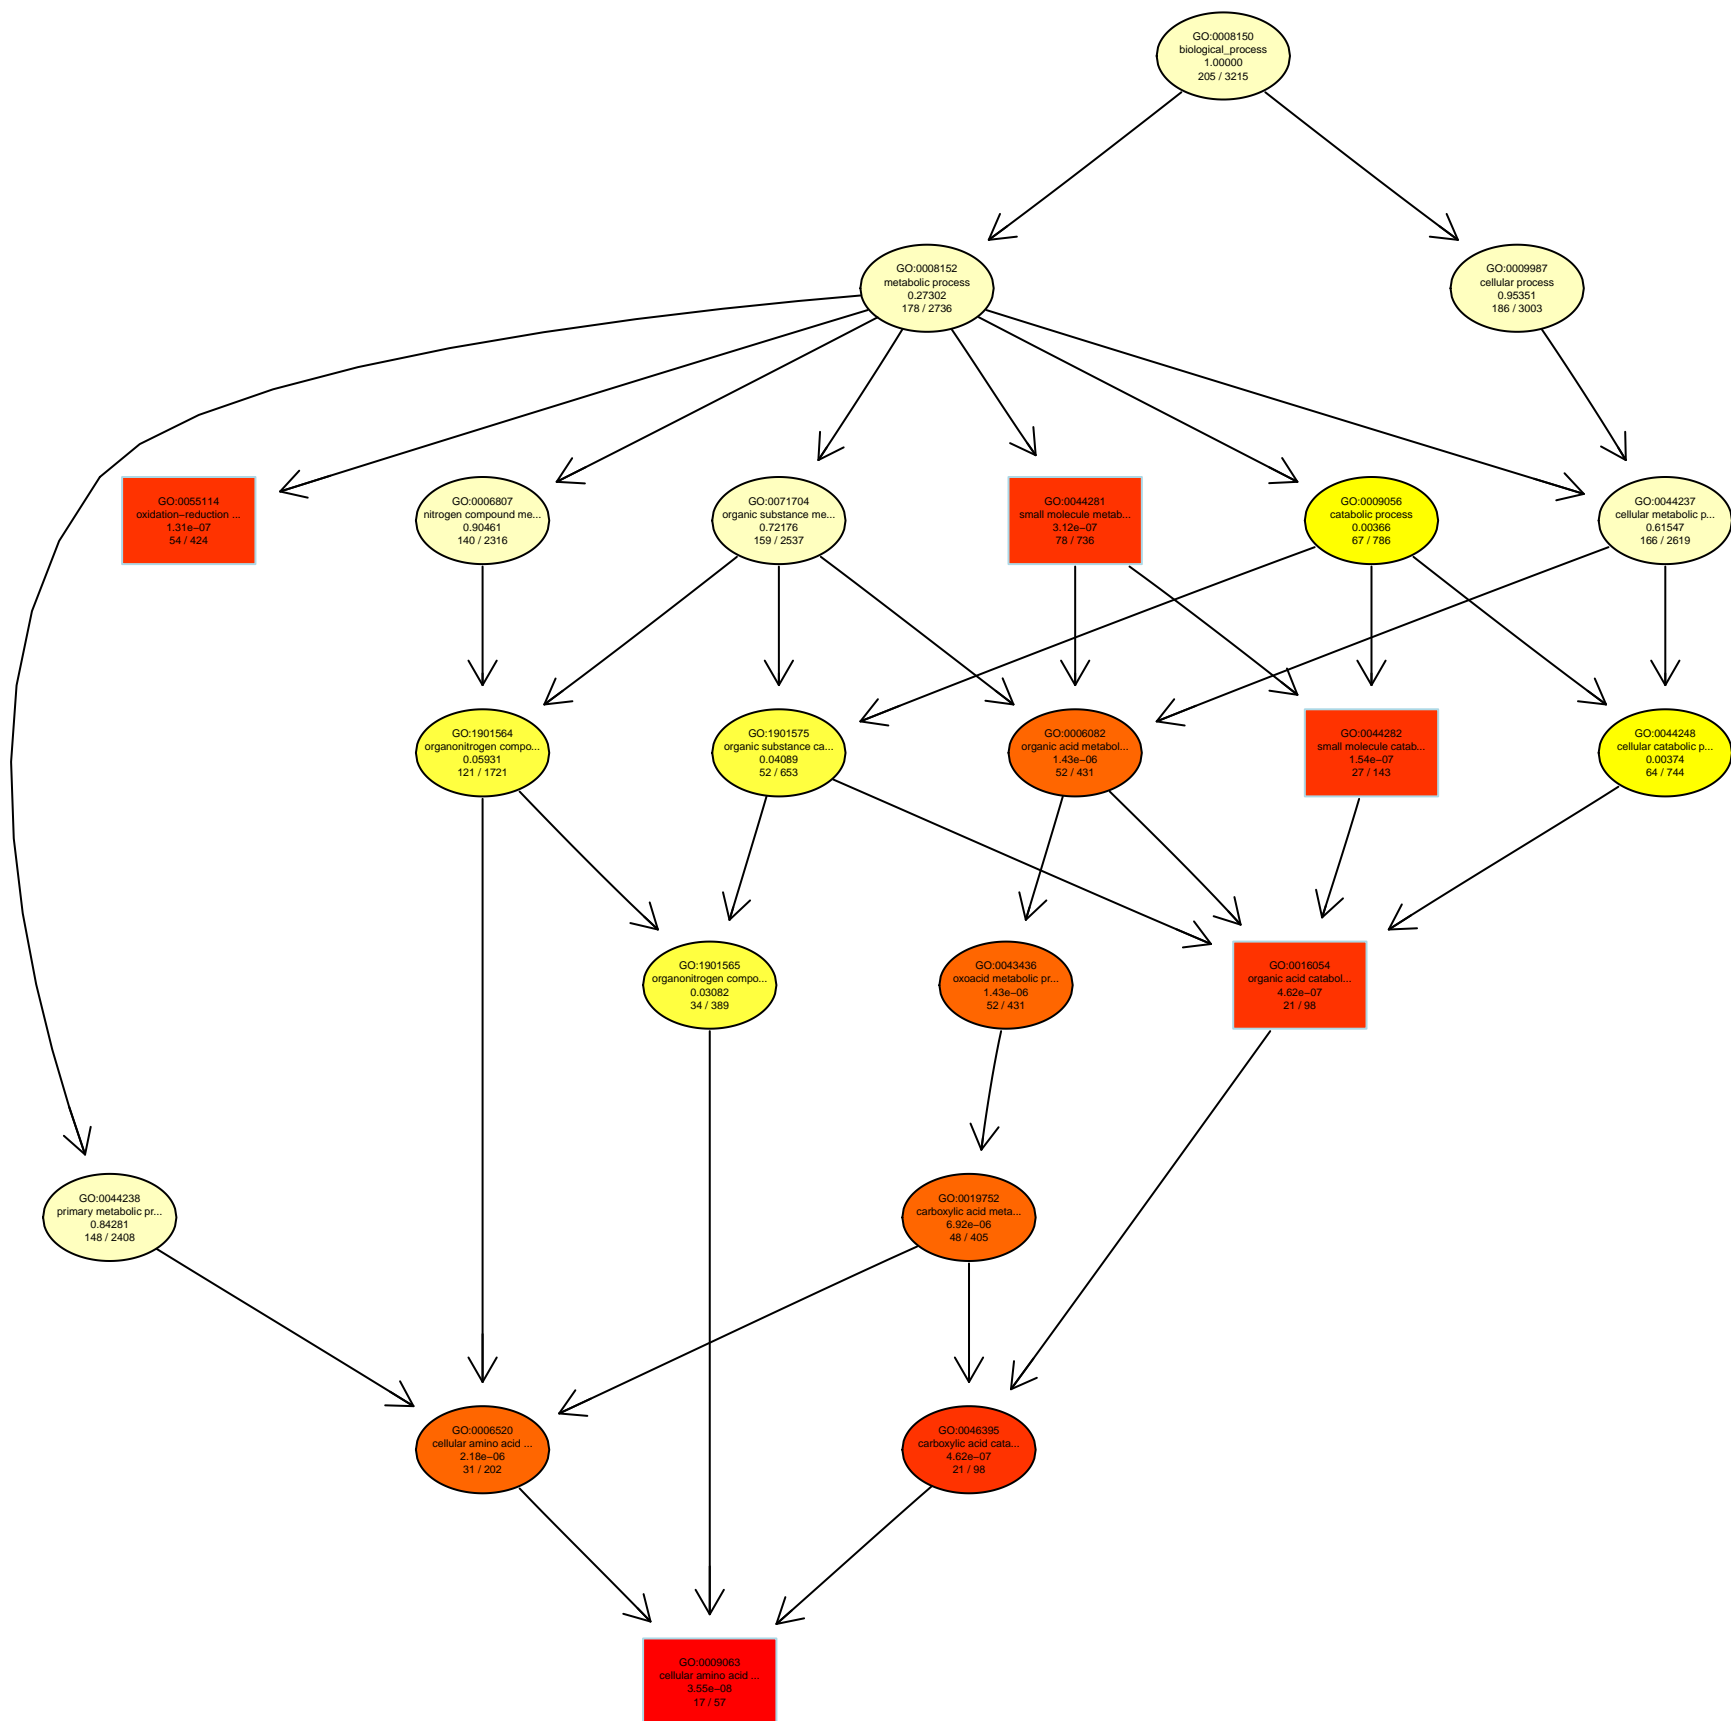 GO:0008150
biological_process
1.00000
205 / 3215
GO:0008152
metabolic process
0.27302
178 / 2736
GO:0009987
cellular process
0.95351
186 / 3003
GO:0055114
oxidation−reduction ...
1.31e−07
54 / 424
GO:0006807
nitrogen compound me...
0.90461
140 / 2316
GO:0071704
organic substance me...
0.72176
159 / 2537
GO:0044281
small molecule metab...
3.12e−07
78 / 736
GO:0009056
catabolic process
0.00366
67 / 786
GO:0044237
cellular metabolic p...
0.61547
166 / 2619
GO:1901564
organonitrogen compo...
0.05931
121 / 1721
GO:1901575
organic substance ca...
0.04089
52 / 653
GO:0006082
organic acid metabol...
1.43e−06
52 / 431
GO:0044282
small molecule catab...
1.54e−07
27 / 143
GO:0044248
cellular catabolic p...
0.00374
64 / 744
GO:1901565
organonitrogen compo...
0.03082
34 / 389
GO:0043436
oxoacid metabolic pr...
1.43e−06
52 / 431
GO:0016054
organic acid catabol...
4.62e−07
21 / 98
GO:0044238
primary metabolic pr...
0.84281
148 / 2408
GO:0019752
carboxylic acid meta...
6.92e−06
48 / 405
GO:0006520
cellular amino acid ...
2.18e−06
31 / 202
GO:0046395
carboxylic acid cata...
4.62e−07
21 / 98
GO:0009063
cellular amino acid ...
3.55e−08
17 / 57